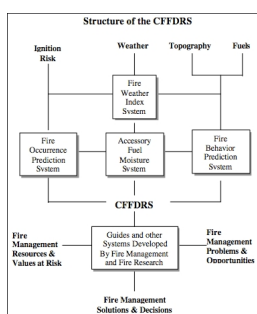 Structure of the CFFDRS
Ignition
Risk
Weather
Topography
Fuels
Fire
Weather
Index
System
Fire
Occurrence
Prediction
System
Accessory
Fuel
Moisture
System
Fire
Behavior
Prediction
System
CFFDRS
Fire
Management
Resources &
Values at Risk
Guides and other
Systems Developed
By Fire Management
and Fire Research
Fire
Management
Problems &
Opportunities
Fire Management
Solutions & Decisions